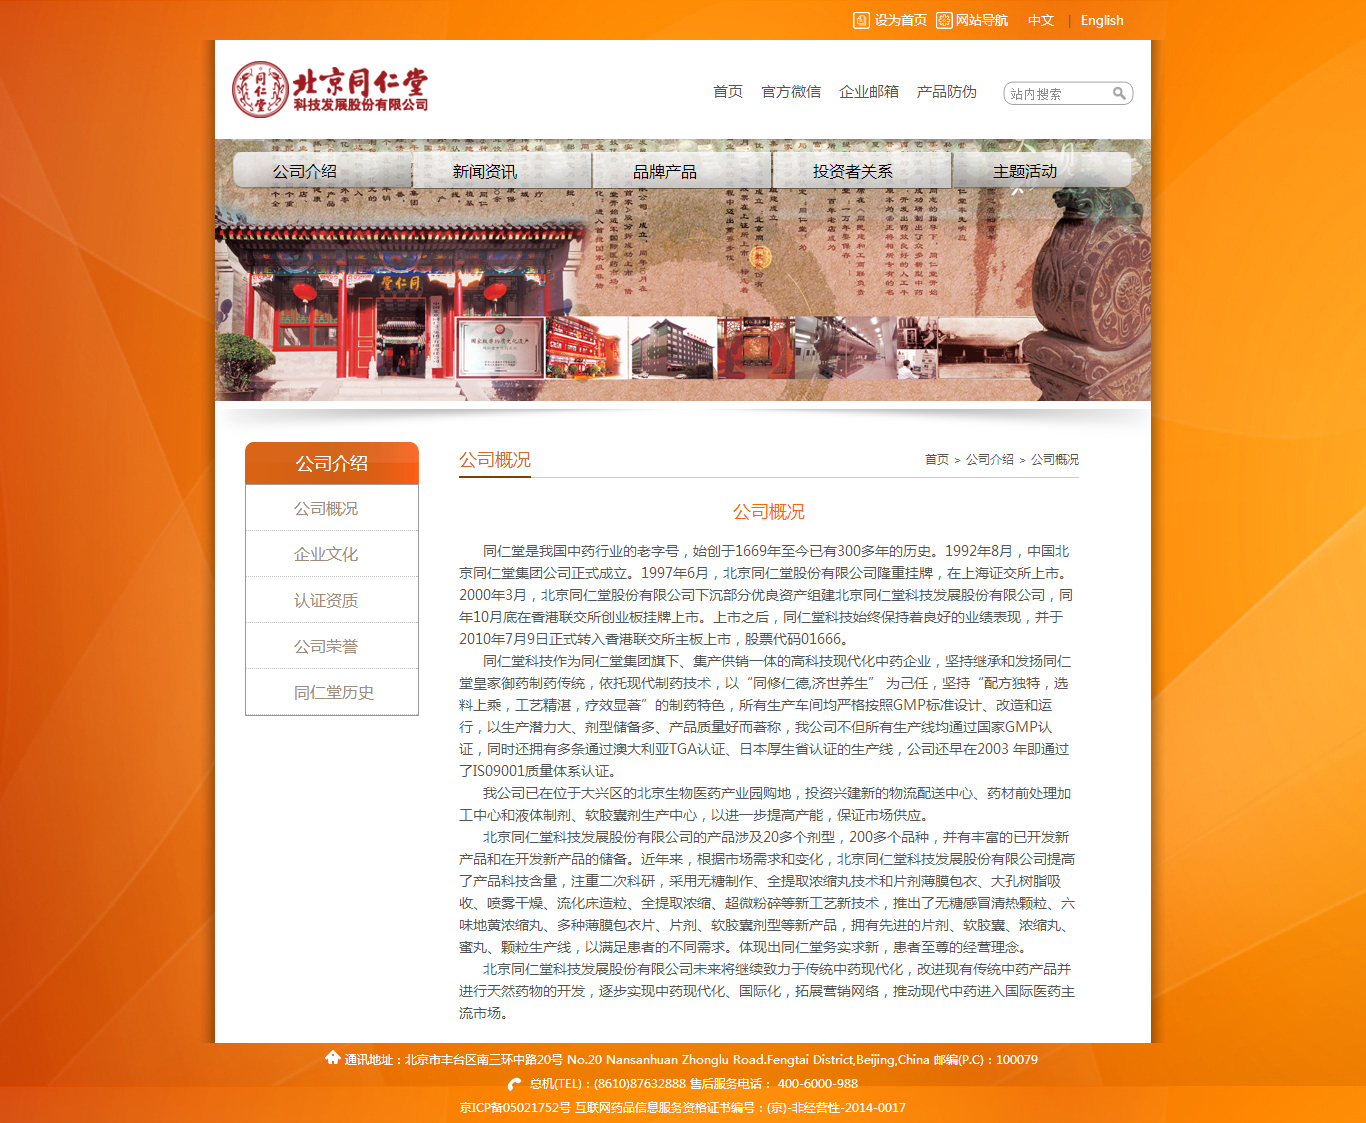 设为首页 网站导航 中文 | English
同仁堂
北京同仁堂
科技发展股份有限公司
首页 官方微信 企业邮箱 产品防伪 站内搜索
公司介绍 新闻资讯 品牌产品 投资者关系 主题活动
堂仁同
公司介绍
公司概况
企业文化
认证资质
公司荣誉
同仁堂历史
公司概况 首页 > 公司介绍 > 公司概况
公司概况
同仁堂是我国中药行业的老字号，始创于1669年至今已有300多年的历史。1992年8月，中国北
京同仁堂集团公司正式成立。1997年6月，北京同仁堂股份有限公司隆重挂牌，在上海证交所上市。
2000年3月，北京同仁堂股份有限公司下沉部分优良资产组建北京同仁堂科技发展股份有限公司，同
年10月底在香港联交所创业板挂牌上市。上市之后，同仁堂科技始终保持着良好的业绩表现，并于
2010年7月9日正式转入香港联交所主板上市，股票代码01666。
同仁堂科技作为同仁堂集团旗下、集产供销一体的高科技现代化中药企业，坚持继承和发扬同仁
堂皇家御药制药传统，依托现代制药技术，以“同修仁德,济世养生” 为己任，坚持“配方独特，选
料上乘，工艺精湛，疗效显著”的制药特色，所有生产车间均严格按照GMP标准设计、改造和运
行，以生产潜力大、剂型储备多、产品质量好而著称，我公司不但所有生产线均通过国家GMP认
证，同时还拥有多条通过澳大利亚TGA认证、日本厚生省认证的生产线，公司还早在2003 年即通过
了IS09001质量体系认证。
我公司已在位于大兴区的北京生物医药产业园购地，投资兴建新的物流配送中心、药材前处理加
工中心和液体制剂、软胶囊剂生产中心，以进一步提高产能，保证市场供应。
北京同仁堂科技发展股份有限公司的产品涉及20多个剂型，200多个品种，并有丰富的已开发新
产品和在开发新产品的储备。近年来，根据市场需求和变化，北京同仁堂科技发展股份有限公司提高
了产品科技含量，注重二次科研，采用无糖制作、全提取浓缩丸技术和片剂薄膜包衣、大孔树脂吸
收、喷雾干燥、流化床造粒、全提取浓缩、超微粉碎等新工艺新技术，推出了无糖感冒清热颗粒、六
味地黄浓缩丸、多种薄膜包衣片、片剂、软胶囊剂型等新产品，拥有先进的片剂、软胶囊、浓缩丸、
蜜丸、颗粒生产线，以满足患者的不同需求。体现出同仁堂务实求新，患者至尊的经营理念。
北京同仁堂科技发展股份有限公司未来将继续致力于传统中药现代化，改进现有传统中药产品并
进行天然药物的开发，逐步实现中药现代化、国际化，拓展营销网络，推动现代中药进入国际医药主
流市场。
通讯地址：北京市丰台区南三环中路20号 No.20 Nansanhuan Zhonglu Road.Fengtai District,Beijing,China 邮编(P.C)：100079
总机(TEL)：(8610)87632888 售后服务电话： 400-6000-988
京ICP备05021752号 互联网药品信息服务资格证书编号：(京)-非经营性-2014-0017